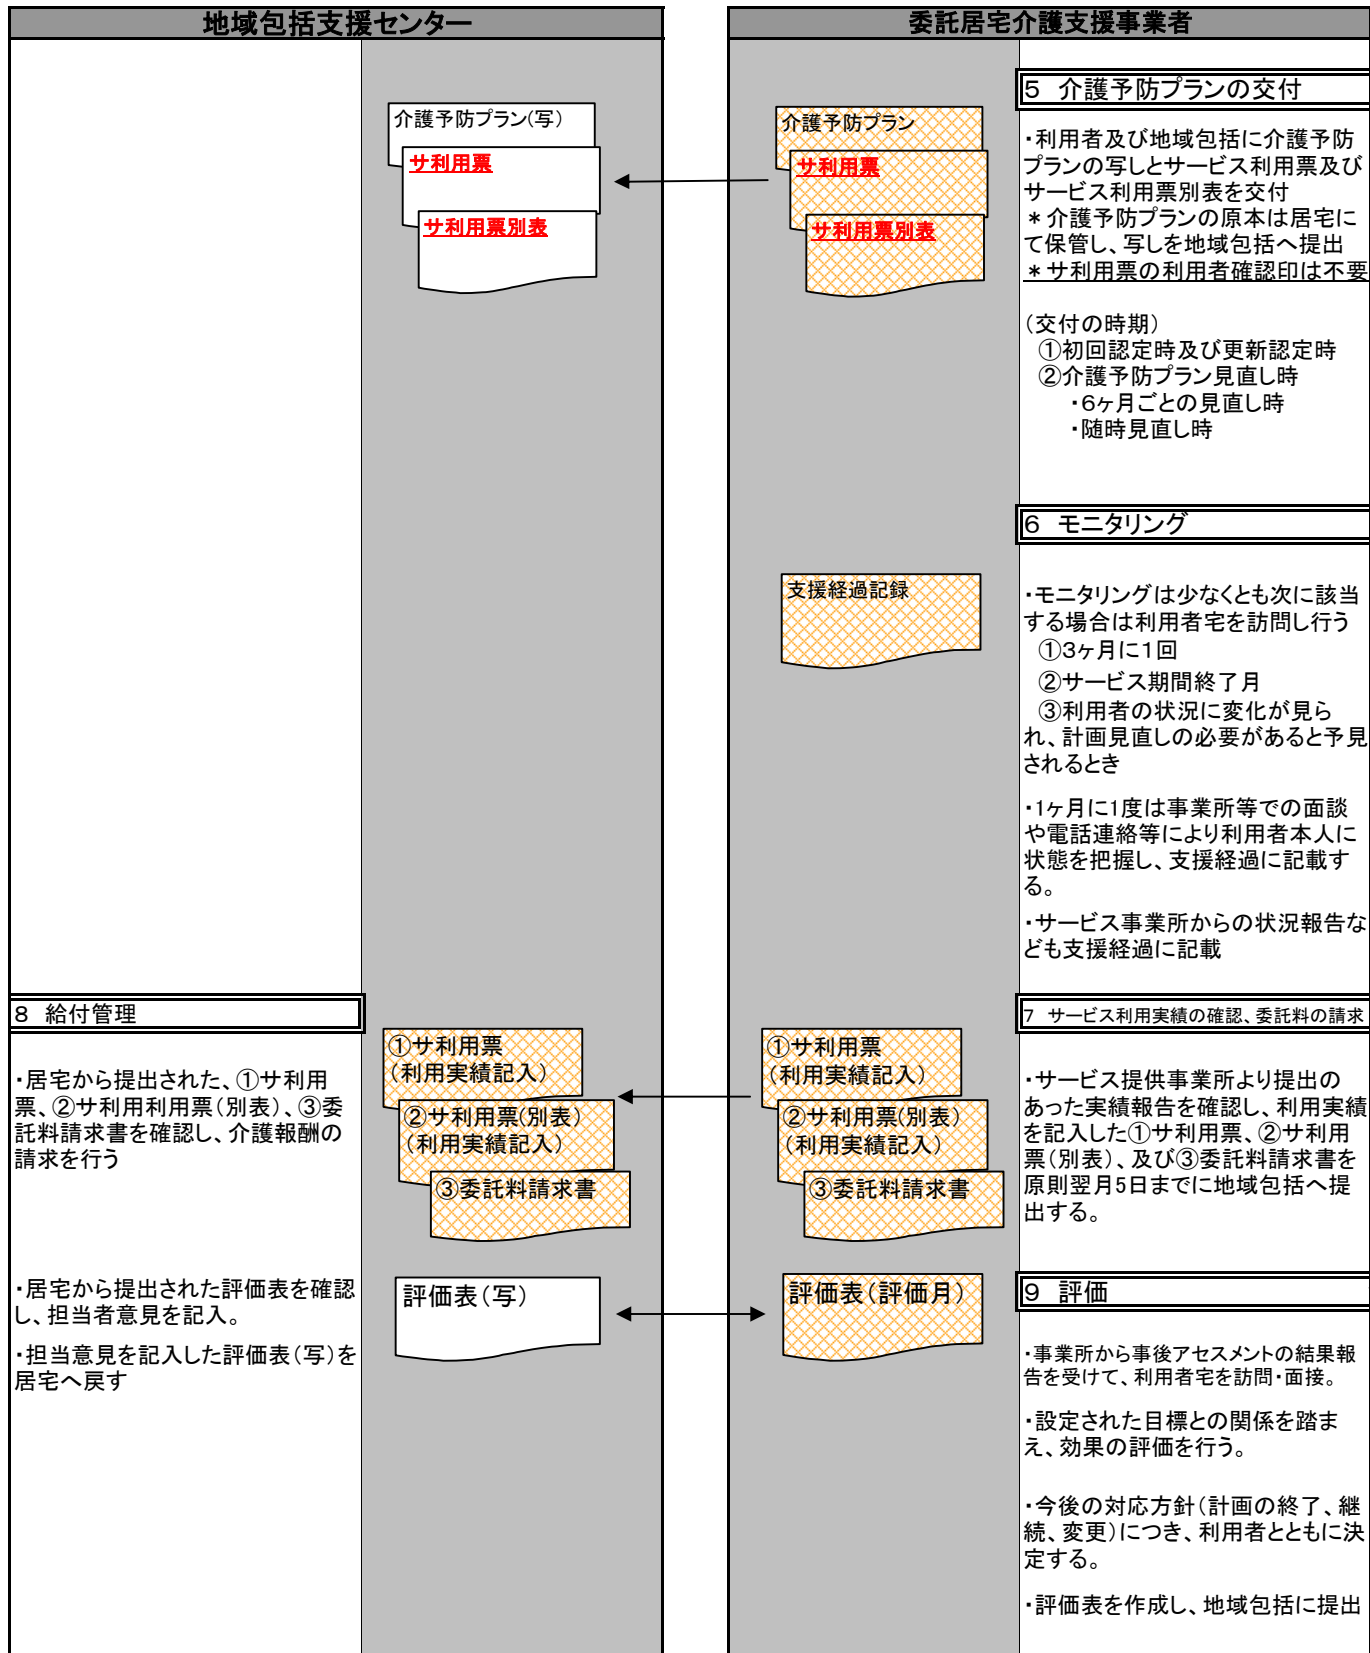 地域包括支援センター
委託居宅介護支援事業者
5　介護予防プランの交付
介護予防プラン(写)
サ利用票
サ利用票別表
介護予防プラン
サ利用票
サ利用票別表
・利用者及び地域包括に介護予防
プランの写しとサービス利用票及び
サービス利用票別表を交付
＊介護予防プランの原本は居宅に
て保管し、写しを地域包括へ提出
＊サ利用票の利用者確認印は不要
（交付の時期）
①初回認定時及び更新認定時
②介護予防プラン見直し時
・6ヶ月ごとの見直し時
・随時見直し時
6　モニタリング
支援経過記録
・モニタリングは少なくとも次に該当
する場合は利用者宅を訪問し行う
①3ヶ月に1回
②サービス期間終了月
③利用者の状況に変化が見ら
れ、計画見直しの必要があると予見
されるとき
・1ヶ月に1度は事業所等での面談
や電話連絡等により利用者本人に
状態を把握し、支援経過に記載す
る。
・サービス事業所からの状況報告な
ども支援経過に記載
8　給付管理
・居宅から提出された、①サ利用
票、②サ利用利用票（別表）、③委
託料請求書を確認し、介護報酬の
請求を行う
①サ利用票
（利用実績記入）
②サ利用票(別表）
（利用実績記入）
③委託料請求書
①サ利用票
（利用実績記入）
②サ利用票(別表）
（利用実績記入）
③委託料請求書
7　サービス利用実績の確認、委託料の請求
・サービス提供事業所より提出の
あった実績報告を確認し、利用実績
を記入した①サ利用票、②サ利用
票（別表）、及び③委託料請求書を
原則翌月5日までに地域包括へ提
出する。
・居宅から提出された評価表を確認
し、担当者意見を記入。
・担当意見を記入した評価表（写）を
居宅へ戻す
評価表（写）
評価表（評価月）
9　評価
・事業所から事後アセスメントの結果報
告を受けて、利用者宅を訪問・面接。
・設定された目標との関係を踏ま
え、効果の評価を行う。
・今後の対応方針（計画の終了、継
続、変更）につき、利用者とともに決
定する。
・評価表を作成し、地域包括に提出